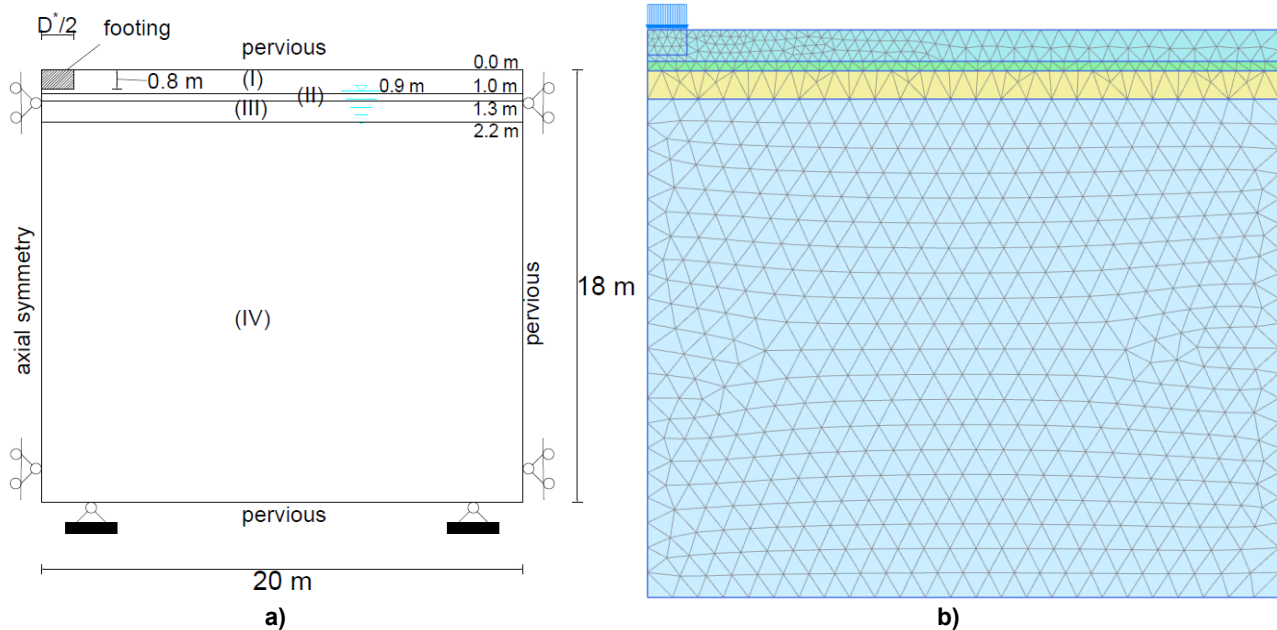 D*/2
footing
pervious
0.0 m
(I)
0.8 m
0.9 m
1.0 m
(II)
(III)
1.3 m
2.2 m
axial symmetry
(IV)
pervious
18 m
pervious
20 m
a)
b)